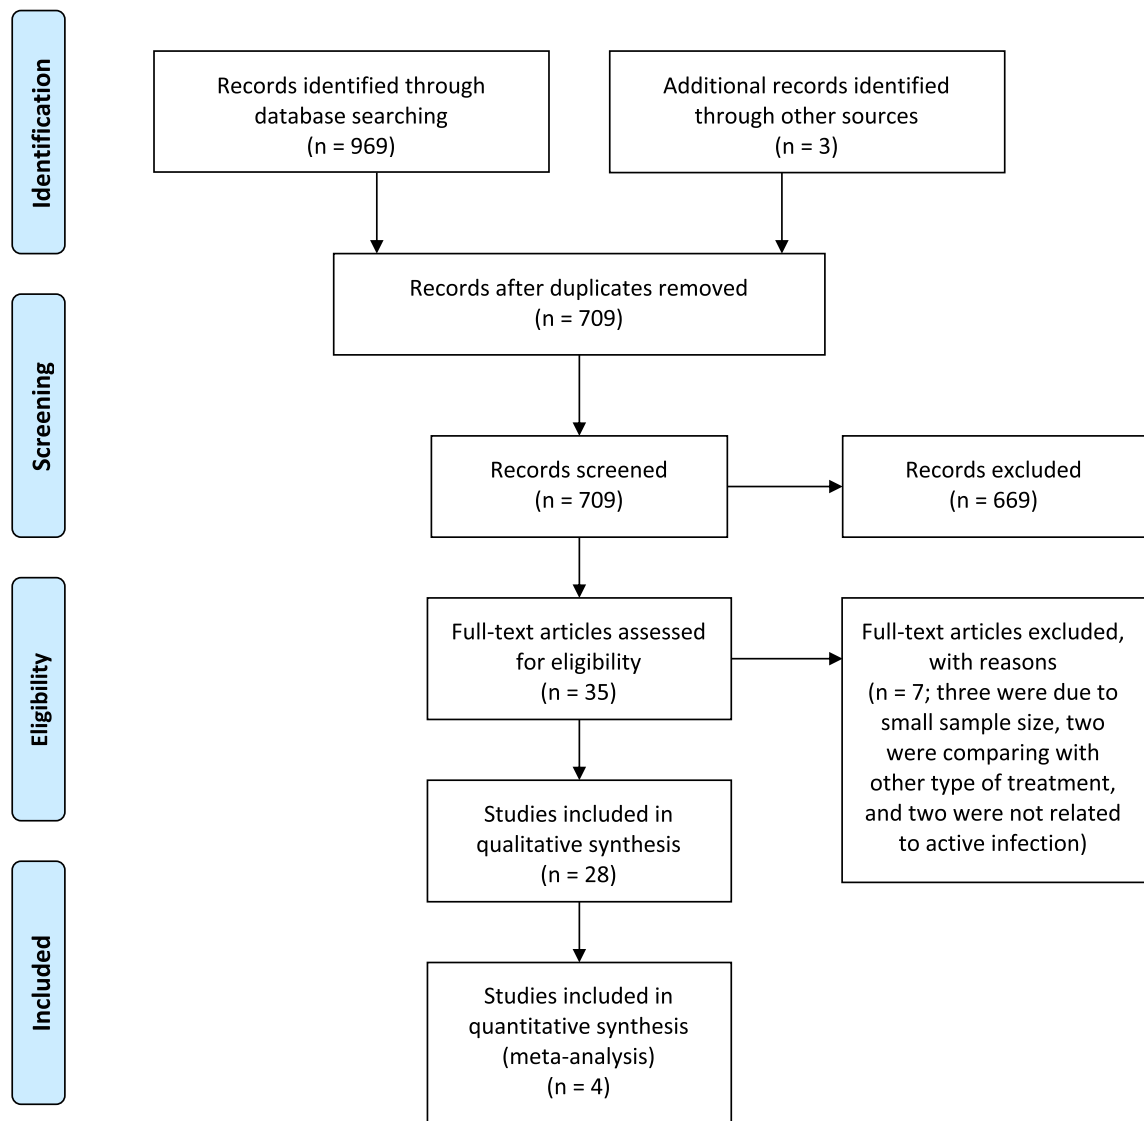 Identification
Records identified through
database searching
(n = 969)
Additional records identified
through other sources
(n = 3)
Records after duplicates removed
(n = 709)
Screening
Records screened
(n = 709)
Records excluded
(n = 669)
Eligibility
Full-text articles assessed
for eligibility
(n = 35)
Full-text articles excluded,
with reasons
(n = 7; three were due to
small sample size, two
were comparing with
other type of treatment,
and two were not related
to active infection)
Studies included in
qualitative synthesis
(n = 28)
Included
Studies included in
quantitative synthesis
(meta-analysis)
(n = 4)